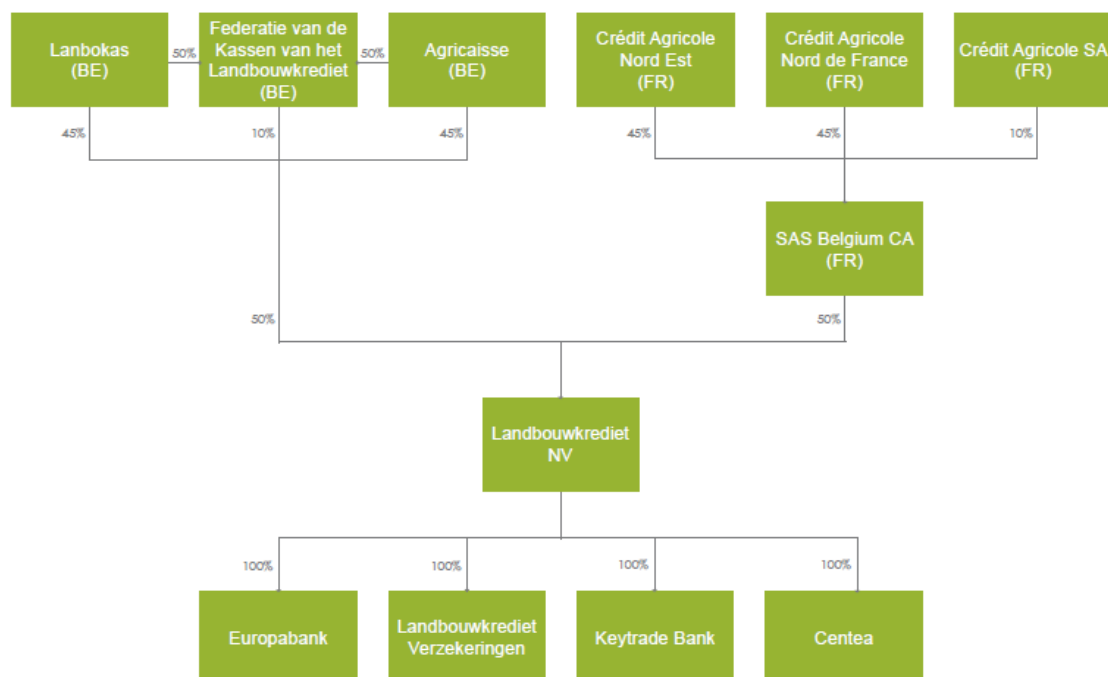 Lanbokas
(BE)
50%
Federatie van de
Kassen van het
Landbouwkrediet
(BE)
50%
Agricaisse
(BE)
Crédit Agricole
Nord Est
(FR)
Crédit Agricole
Nord de France
(FR)
Crédit Agricole SA
(FR)
45%
10%
45%
45%
45%
10%
SAS Belgium CA
(FR)
50%
50%
Landbouwkrediet
NV
100%
100%
100%
100%
Europabank
Landbouwkrediet
Verzekeringen
Keytrade Bank
Centea